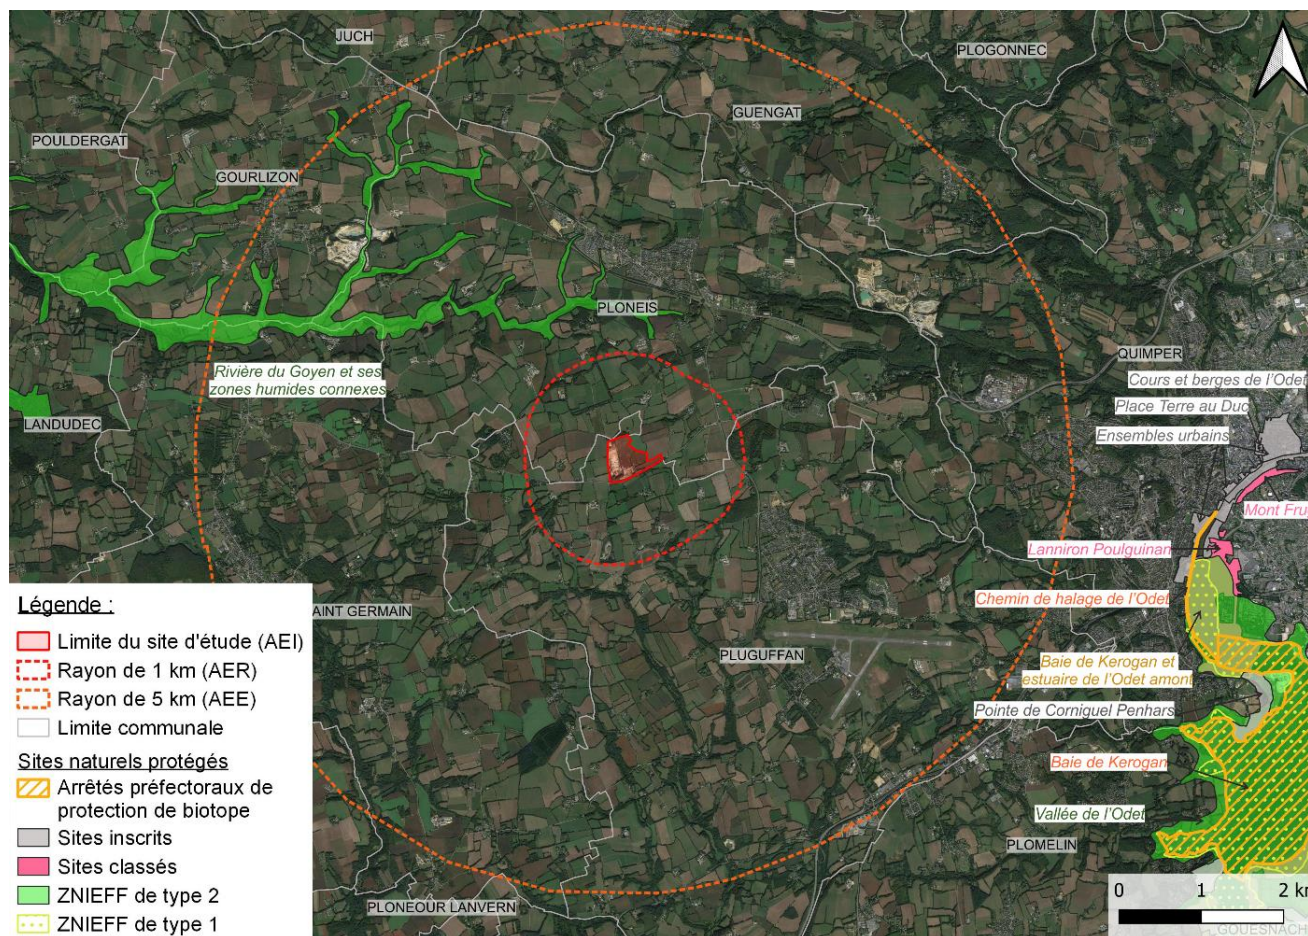 JUCH
PLOGONNEC
GUENGAT
POULDERGAT
GOURLIZON
PLONEIS
QUIMPER
Cours et berges de l'Odet
Rivière du Goyen et ses
zones humides connexes
Place Terre au Duc
LANDUDEC
Ensembles urbains
Mont Fru
Lanniron Poulguinan
Chemin de halage de l'Odet
AINT GERMAIN
PLUGUFFAN
Baie de Kerogan et
estuaire de l'Odet amont
Pointe de Corniguel Penhars
Baie de Kerogan
Vallée de l'Odet
PLOMELIN
PLONEOUR LANVERN
Légende :
Limite du site d'étude (AEI)
Rayon de 1 km (AER)
Rayon de 5 km (AEE)
Limite communale
Sites naturels protégés
Arrêtés préfectoraux de
protection de biotope
Sites inscrits
Sites classés
ZNIEFF de type 2
ZNIEFF de type 1
0 1 2 km
GOUESNACH